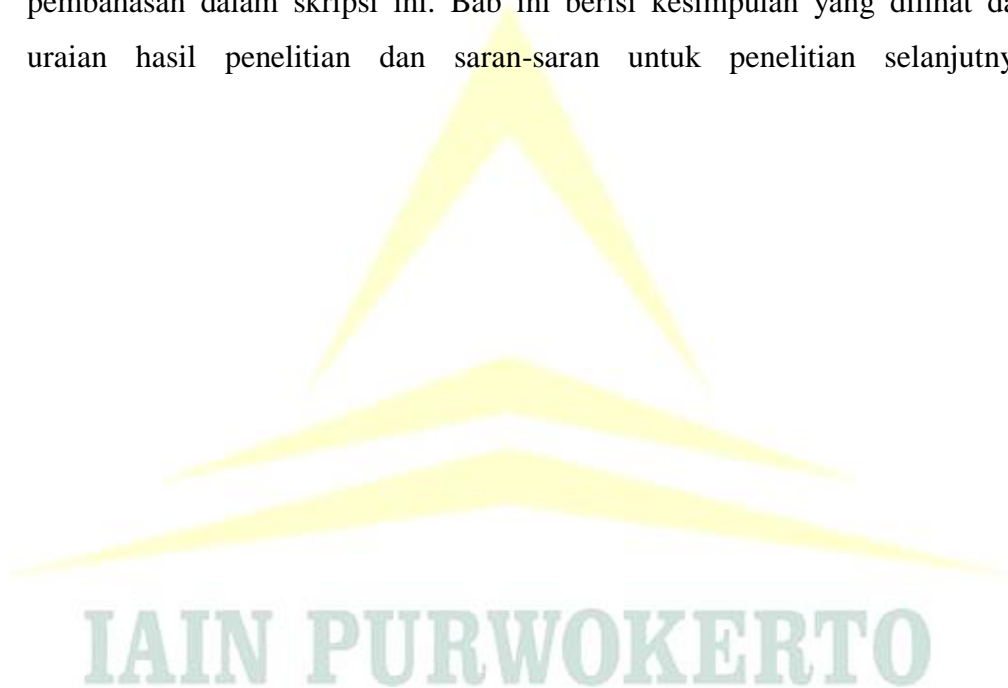 pembahasan dalam skripsi ini. Bab ini berisi kesimpulan yang dilihat
uraian hasil penelitian dan saran-saran untuk penelitian
IAIN PURWOKERTO